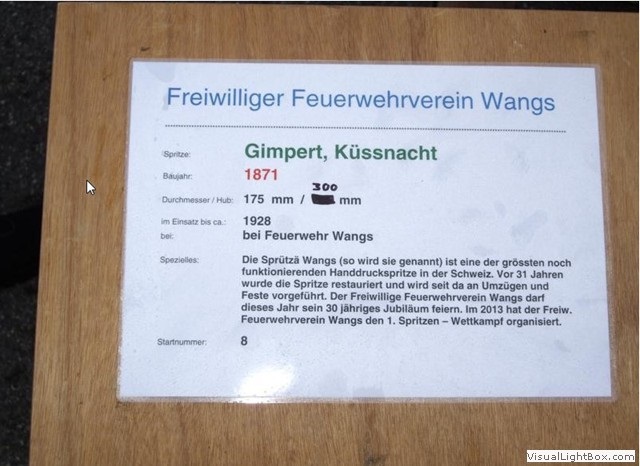 Freiwilliger Feuerwehrverein Wangs
Spritze: Gimpert, Küssnacht
Baujahr: 1871
300
Durchmesser / Hub: 175 mm / mm
im Einsatz bis ca.: 1928
bei: bei Feuerwehr Wangs
Spezielles: Die Sprützä Wangs (so wird sie genannt) ist eine der grössten noch
funktionierenden Handdruckspritze in der Schweiz. Vor 31 Jahren
wurde die Spritze restauriert und wird seit da an Umzügen und
Feste vorgeführt. Der Freiwillige Feuerwehrverein Wangs darf
dieses Jahr sein 30 jähriges Jubiläum feiern. Im 2013 hat der Freiw.
Feuerwehrverein Wangs den 1. Spritzen – Wettkampf organisiert.
Startnummer: 8
VisualLightBox.com